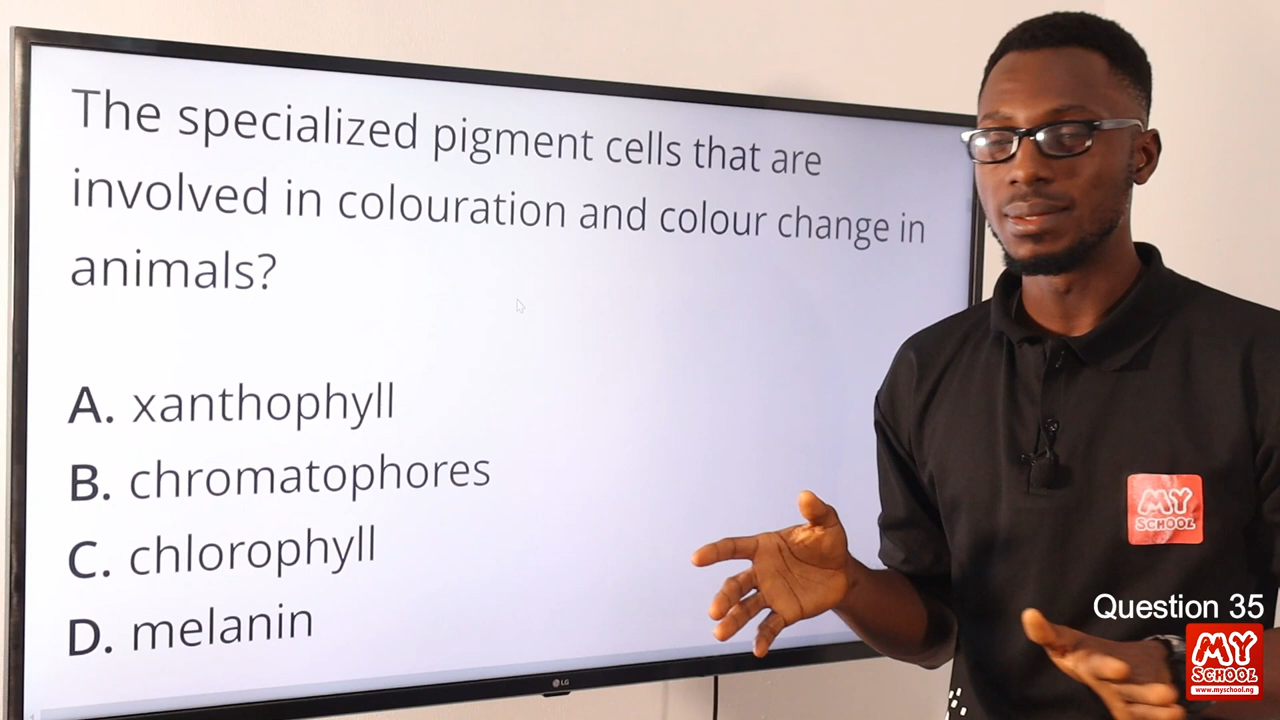 The specialized pigment cells that are
involved in colouration and colour change in
animals?
A. xanthophyll
B. chromatophores
C. chlorophyll
D. melanin
LG
MY
SCHOOL
Question 35
MY
SCHOOL
www.myschool.ng